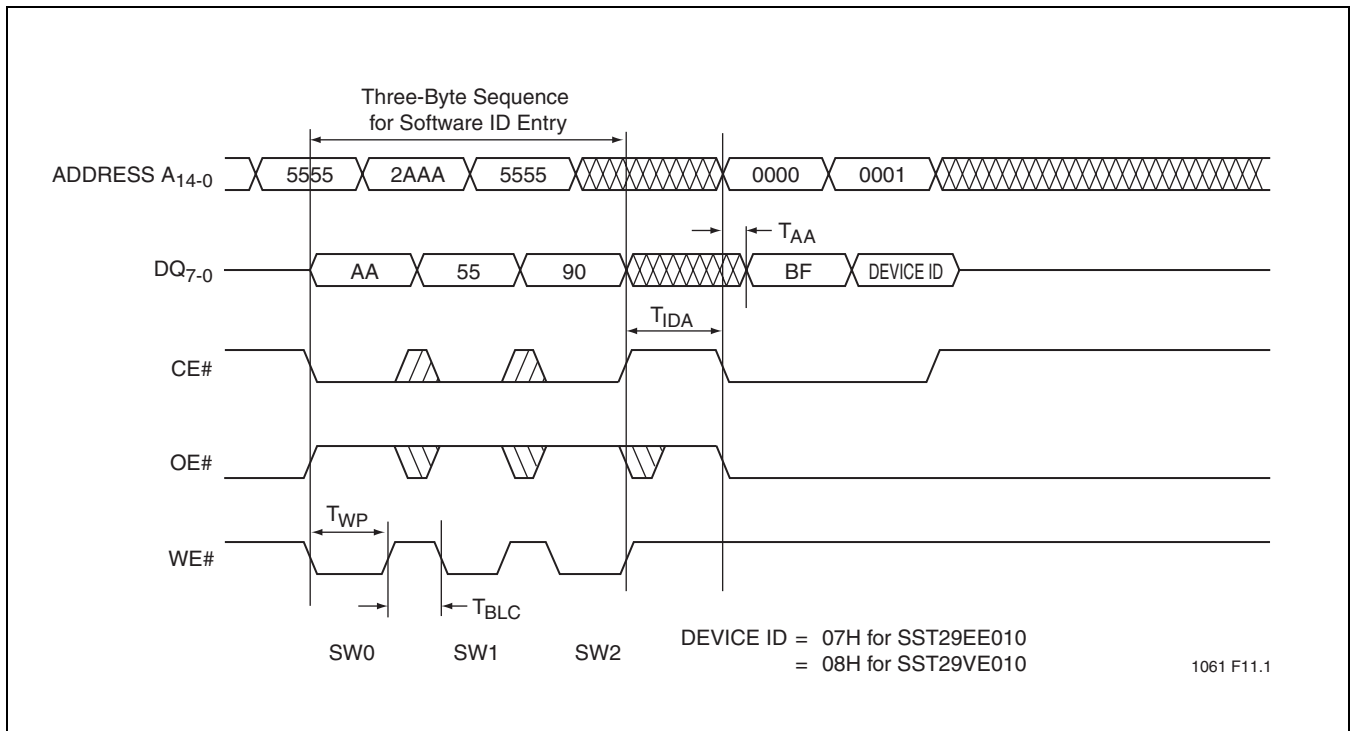 Three-Byte Sequence
for Software ID Entry
ADDRESS A14-0 5555 2AAA 5555 0000 0001
TAA
DQ7-0 AA 55 90 BF DEVICE ID
TIDA
CE#
OE#
TWP
WE#
TBLC
SW0 SW1 SW2
DEVICE ID = 07H for SST29EE010
= 08H for SST29VE010
1061 F11.1